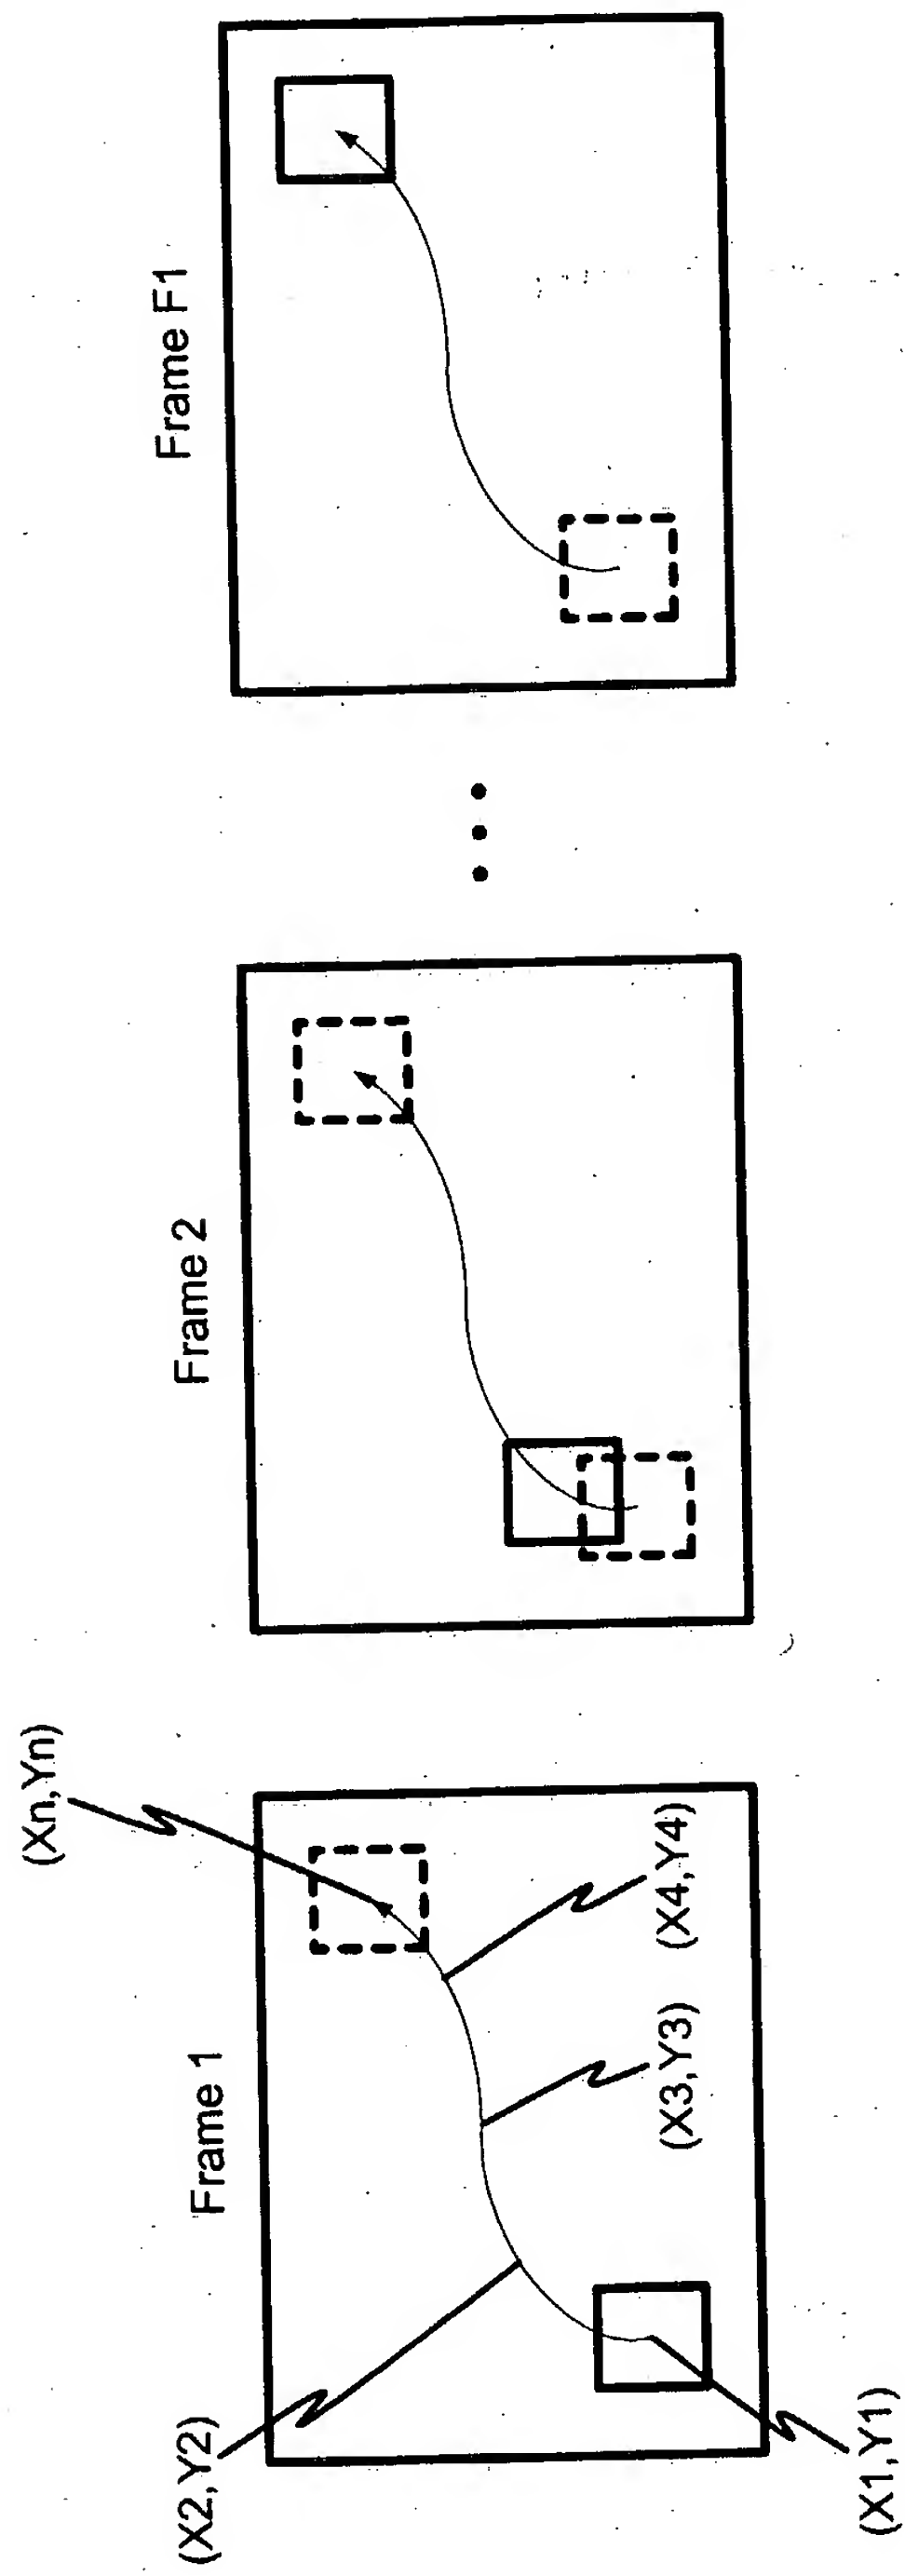 Frame 1
Frame 2
Frame F1
(X2,Y2)
(Xn,Yn)
(X3,Y3)
(X4,Y4)
(X1,Y1)